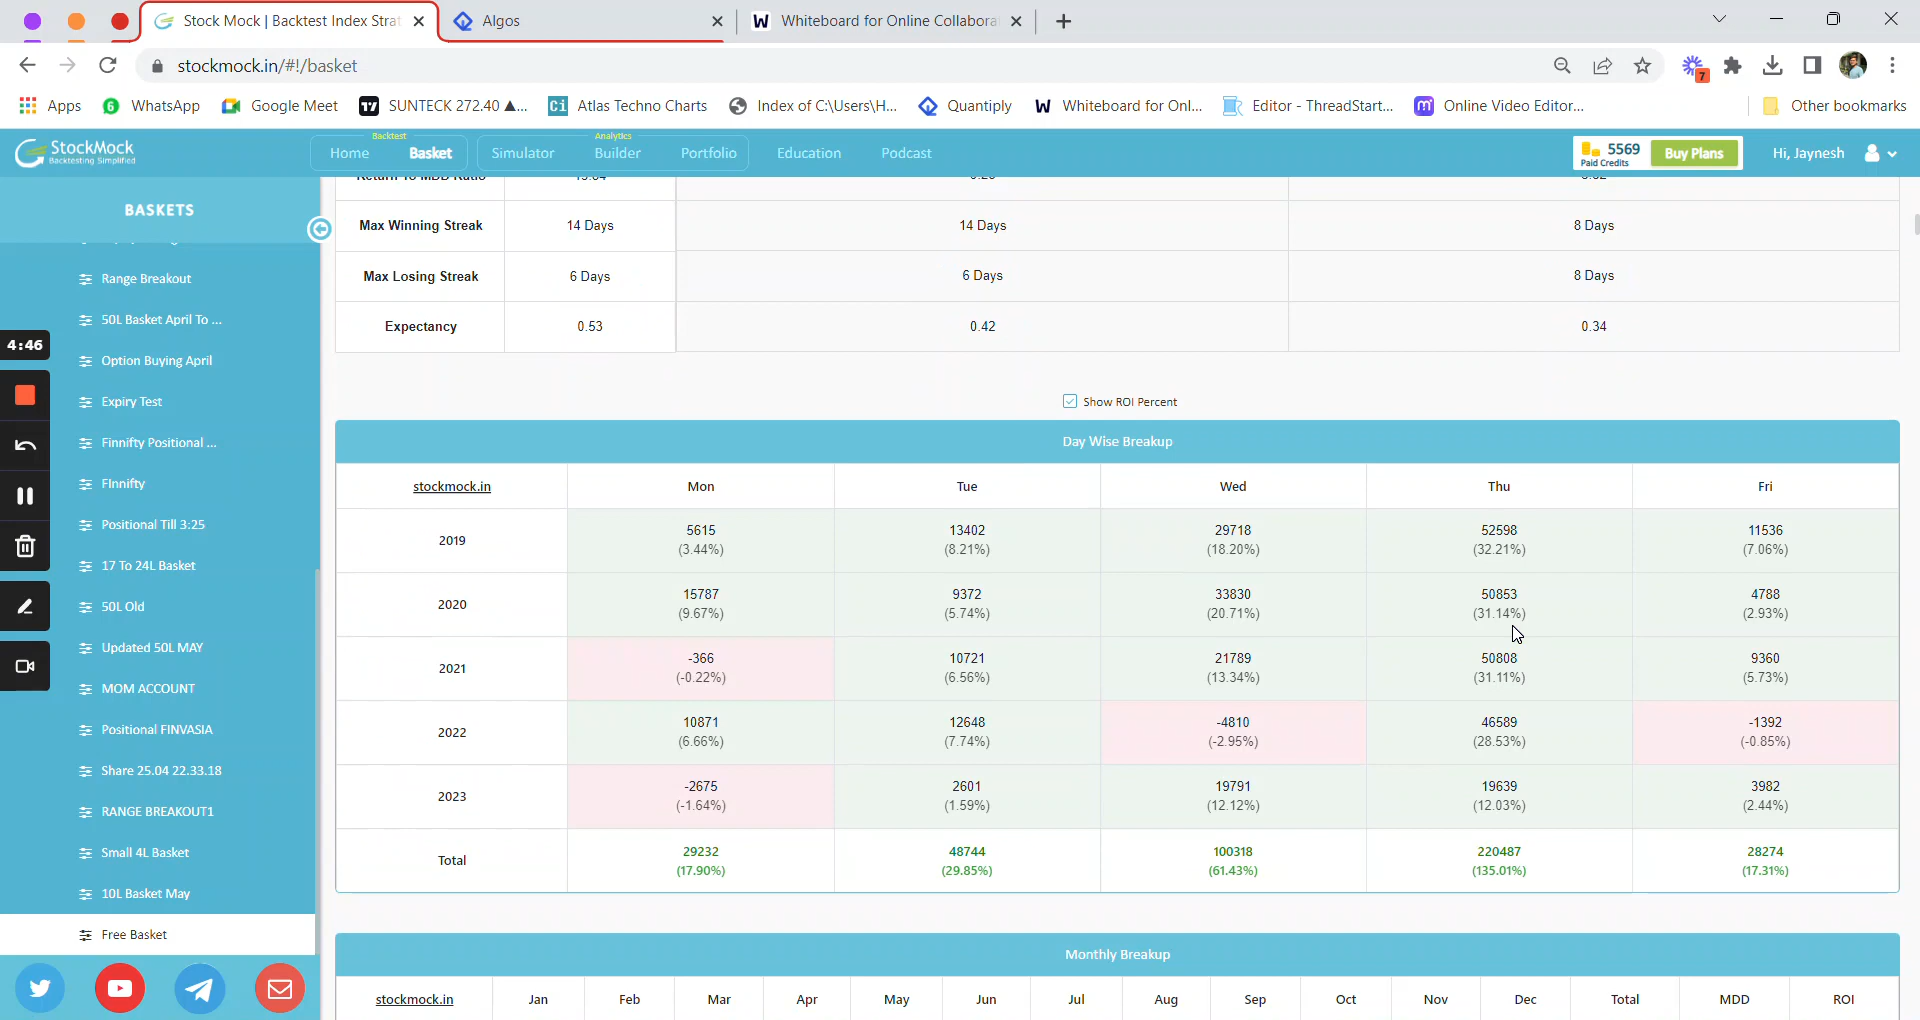 Stock Mock | Backtest Index Strat
Algos
Whiteboard for Online Collabora
stockmock.in/#!/basket
7
Apps
WhatsApp
Google Meet
SUNTECK 272.40 ▲...
Atlas Techno Charts
Index of C:\Users\H...
Quantiply
Whiteboard for Onl...
Editor - ThreadStart...
Online Video Editor...
Other bookmarks
StockMock
Backtesting Simplified
Backtest
Home
Basket
Analytics
Simulator
Builder
Portfolio
Education
Podcast
5569
Paid Credits
Buy Plans
Hi, Jaynesh
BASKETS
Range Breakout
50L Basket April To ...
Option Buying April
Expiry Test
Finnifty Positional ...
FInnifty
Positional Till 3:25
17 To 24L Basket
50L Old
Updated 50L MAY
MOM ACCOUNT
Positional FINVASIA
Share 25.04 22.33.18
RANGE BREAKOUT1
Small 4L Basket
10L Basket May
Free Basket
4:46
Max Winning Streak 14 Days 14 Days 8 Days
Max Losing Streak 6 Days 6 Days 8 Days
Expectancy 0.53 0.42 0.34
Show ROI Percent
Day Wise Breakup
stockmock.in Mon Tue Wed Thu Fri
2019 5615 13402 29718 52598 11536
(3.44%) (8.21%) (18.20%) (32.21%) (7.06%)
2020 15787 9372 33830 50853 4788
(9.67%) (5.74%) (20.71%) (31.14%) (2.93%)
2021 -366 10721 21789 50808 9360
(-0.22%) (6.56%) (13.34%) (31.11%) (5.73%)
2022 10871 12648 -4810 46589 -1392
(6.66%) (7.74%) (-2.95%) (28.53%) (-0.85%)
2023 -2675 2601 19791 19639 3982
(-1.64%) (1.59%) (12.12%) (12.03%) (2.44%)
Total 29232 48744 100318 220487 28274
(17.90%) (29.85%) (61.43%) (135.01%) (17.31%)
Monthly Breakup
stockmock.in Jan Feb Mar Apr May Jun Jul Aug Sep Oct Nov Dec Total MDD ROI